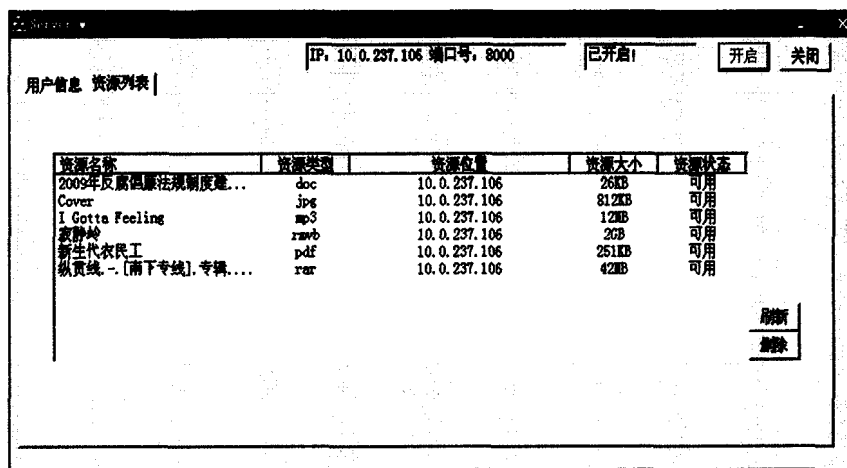 Server
IP：10.0.237.106 端口号：8000 已开启！ 开启 关闭
用户信息 资源列表
资源名称 资源类型 资源位置 资源大小 资源状态
2009年反腐倡廉法规制度建... doc 10.0.237.106 26KB 可用
Cover jpg 10.0.237.106 812KB 可用
I Gotta Feeling mp3 10.0.237.106 12MB 可用
寂静岭 rmvb 10.0.237.106 2GB 可用
新生代农民工 pdf 10.0.237.106 251KB 可用
纵贯线.-.[南下专线].专辑.... rar 10.0.237.106 42MB 可用
刷新
删除